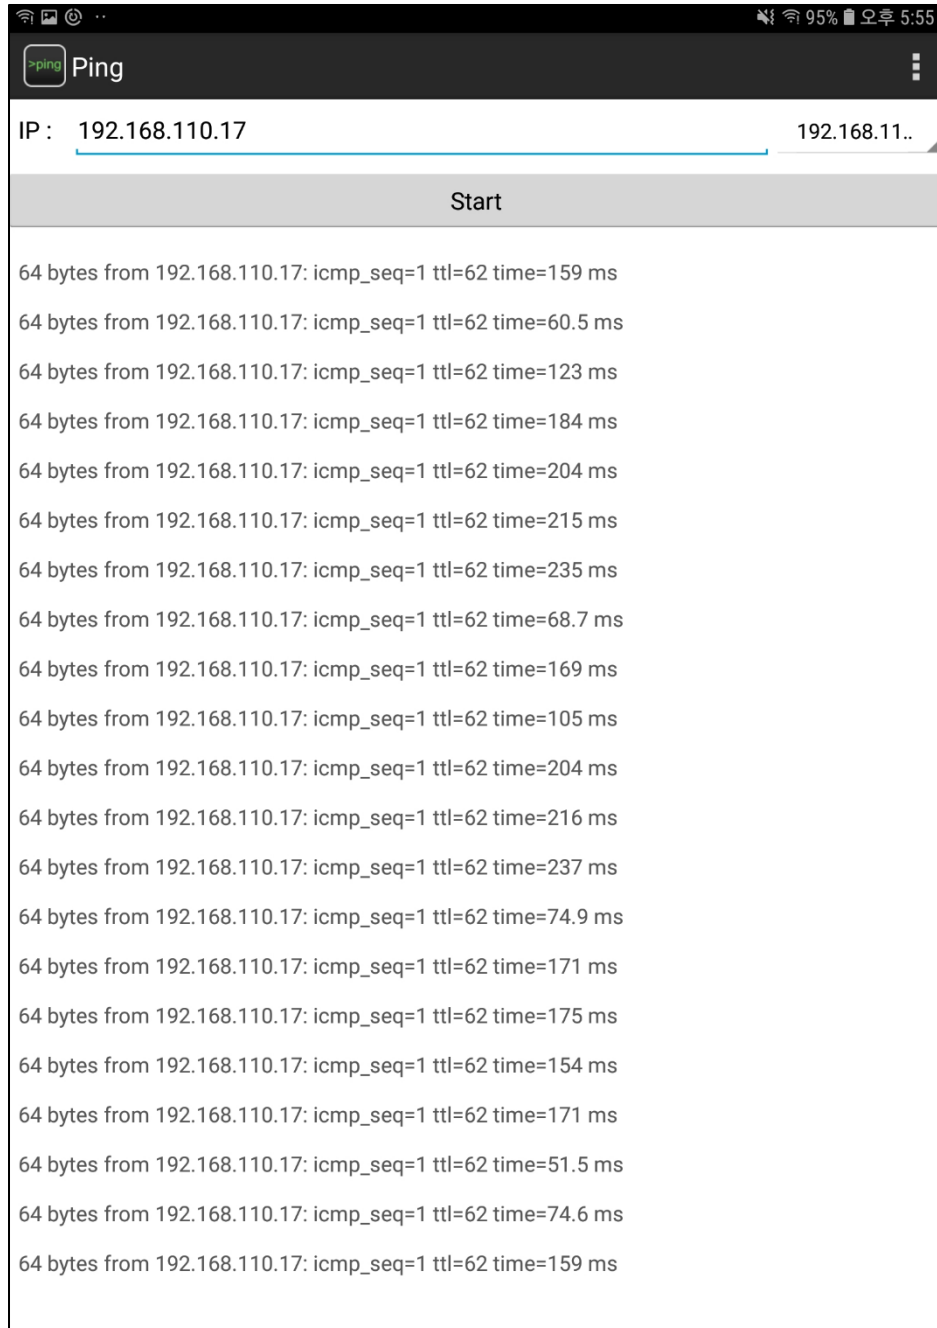 95% 오후 5:55
>ping Ping
IP : 192.168.110.17 192.168.11..
Start
64 bytes from 192.168.110.17: icmp_seq=1 ttl=62 time=159 ms
64 bytes from 192.168.110.17: icmp_seq=1 ttl=62 time=60.5 ms
64 bytes from 192.168.110.17: icmp_seq=1 ttl=62 time=123 ms
64 bytes from 192.168.110.17: icmp_seq=1 ttl=62 time=184 ms
64 bytes from 192.168.110.17: icmp_seq=1 ttl=62 time=204 ms
64 bytes from 192.168.110.17: icmp_seq=1 ttl=62 time=215 ms
64 bytes from 192.168.110.17: icmp_seq=1 ttl=62 time=235 ms
64 bytes from 192.168.110.17: icmp_seq=1 ttl=62 time=68.7 ms
64 bytes from 192.168.110.17: icmp_seq=1 ttl=62 time=169 ms
64 bytes from 192.168.110.17: icmp_seq=1 ttl=62 time=105 ms
64 bytes from 192.168.110.17: icmp_seq=1 ttl=62 time=204 ms
64 bytes from 192.168.110.17: icmp_seq=1 ttl=62 time=216 ms
64 bytes from 192.168.110.17: icmp_seq=1 ttl=62 time=237 ms
64 bytes from 192.168.110.17: icmp_seq=1 ttl=62 time=74.9 ms
64 bytes from 192.168.110.17: icmp_seq=1 ttl=62 time=171 ms
64 bytes from 192.168.110.17: icmp_seq=1 ttl=62 time=175 ms
64 bytes from 192.168.110.17: icmp_seq=1 ttl=62 time=154 ms
64 bytes from 192.168.110.17: icmp_seq=1 ttl=62 time=171 ms
64 bytes from 192.168.110.17: icmp_seq=1 ttl=62 time=51.5 ms
64 bytes from 192.168.110.17: icmp_seq=1 ttl=62 time=74.6 ms
64 bytes from 192.168.110.17: icmp_seq=1 ttl=62 time=159 ms